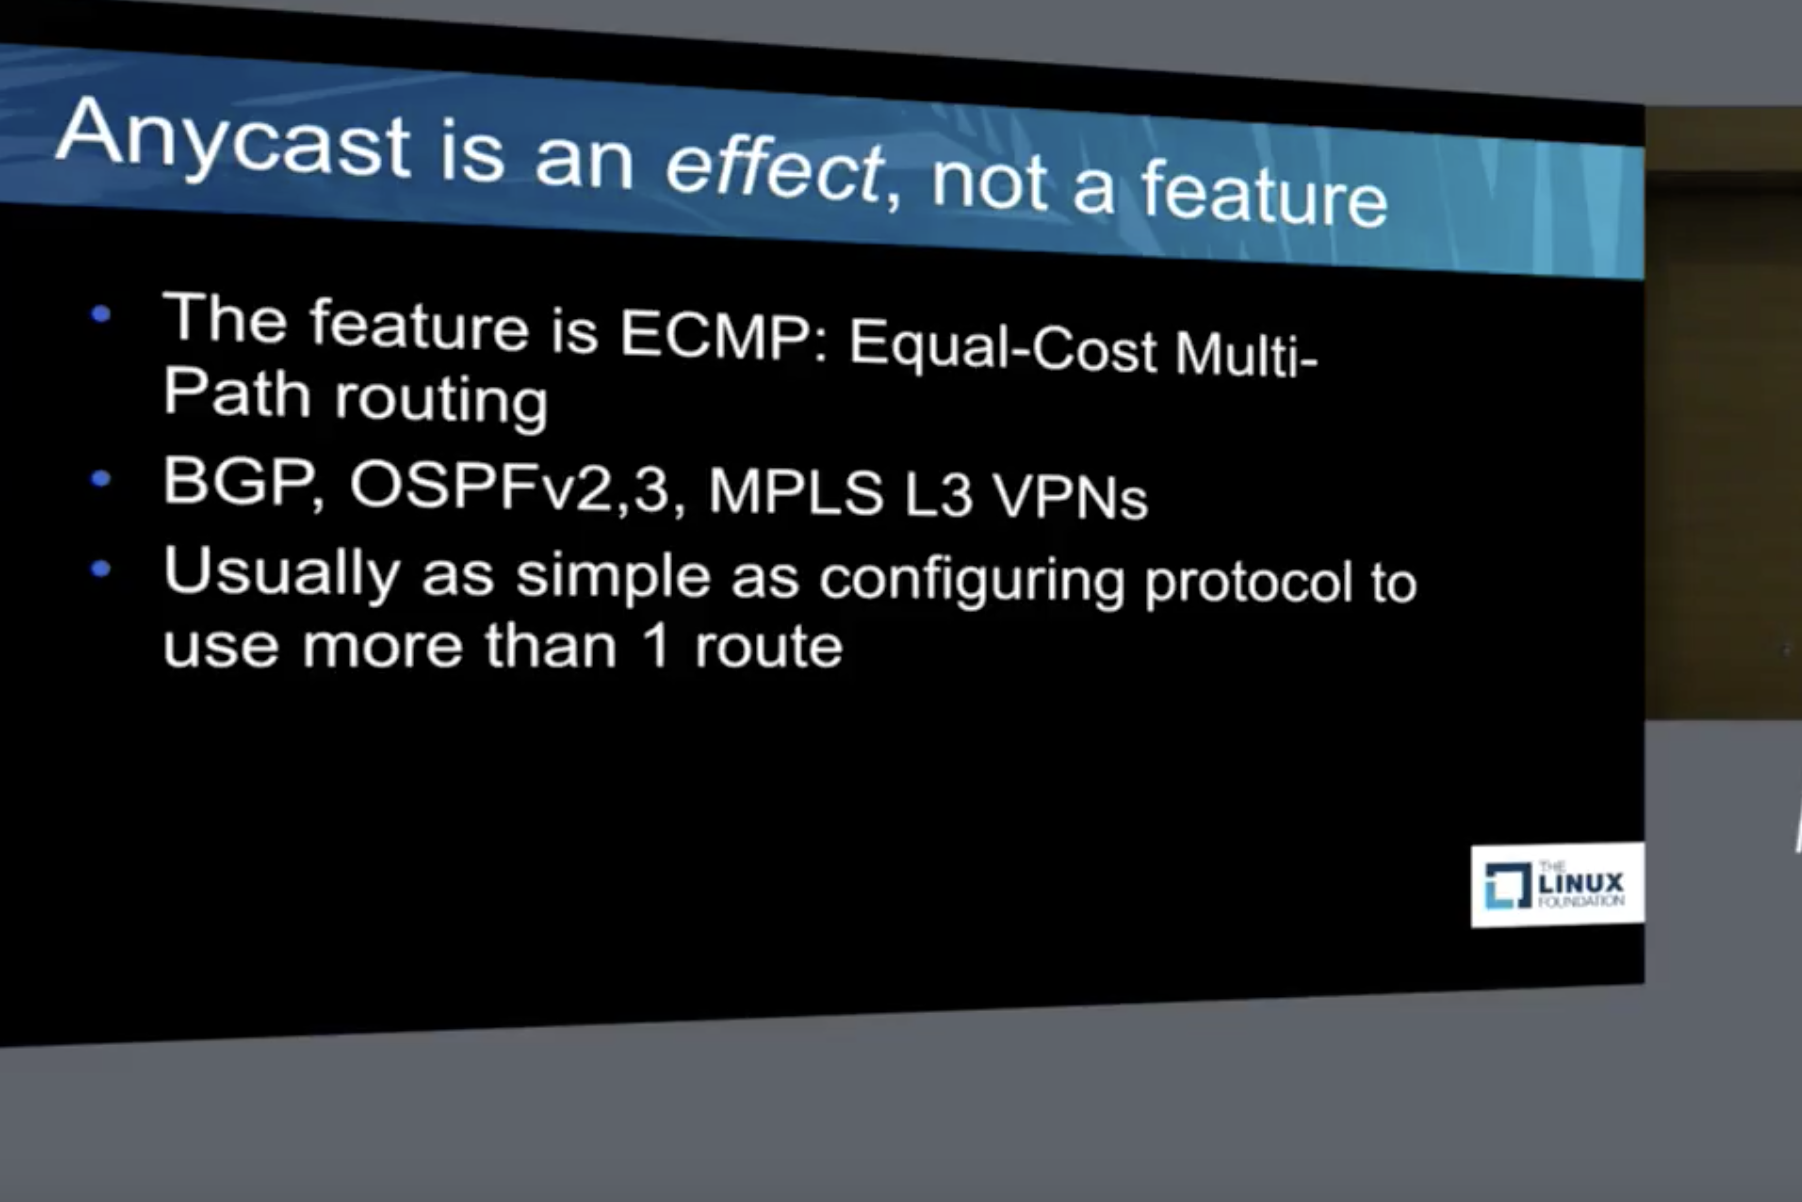 Anycast is an effect, not a feature
The feature is ECMP: Equal-Cost Multi-
Path routing
BGP, OSPFv2,3, MPLS L3 VPNs
Usually as simple as configuring protocol to
use more than 1 route
THE
LINUX
FOUNDATION